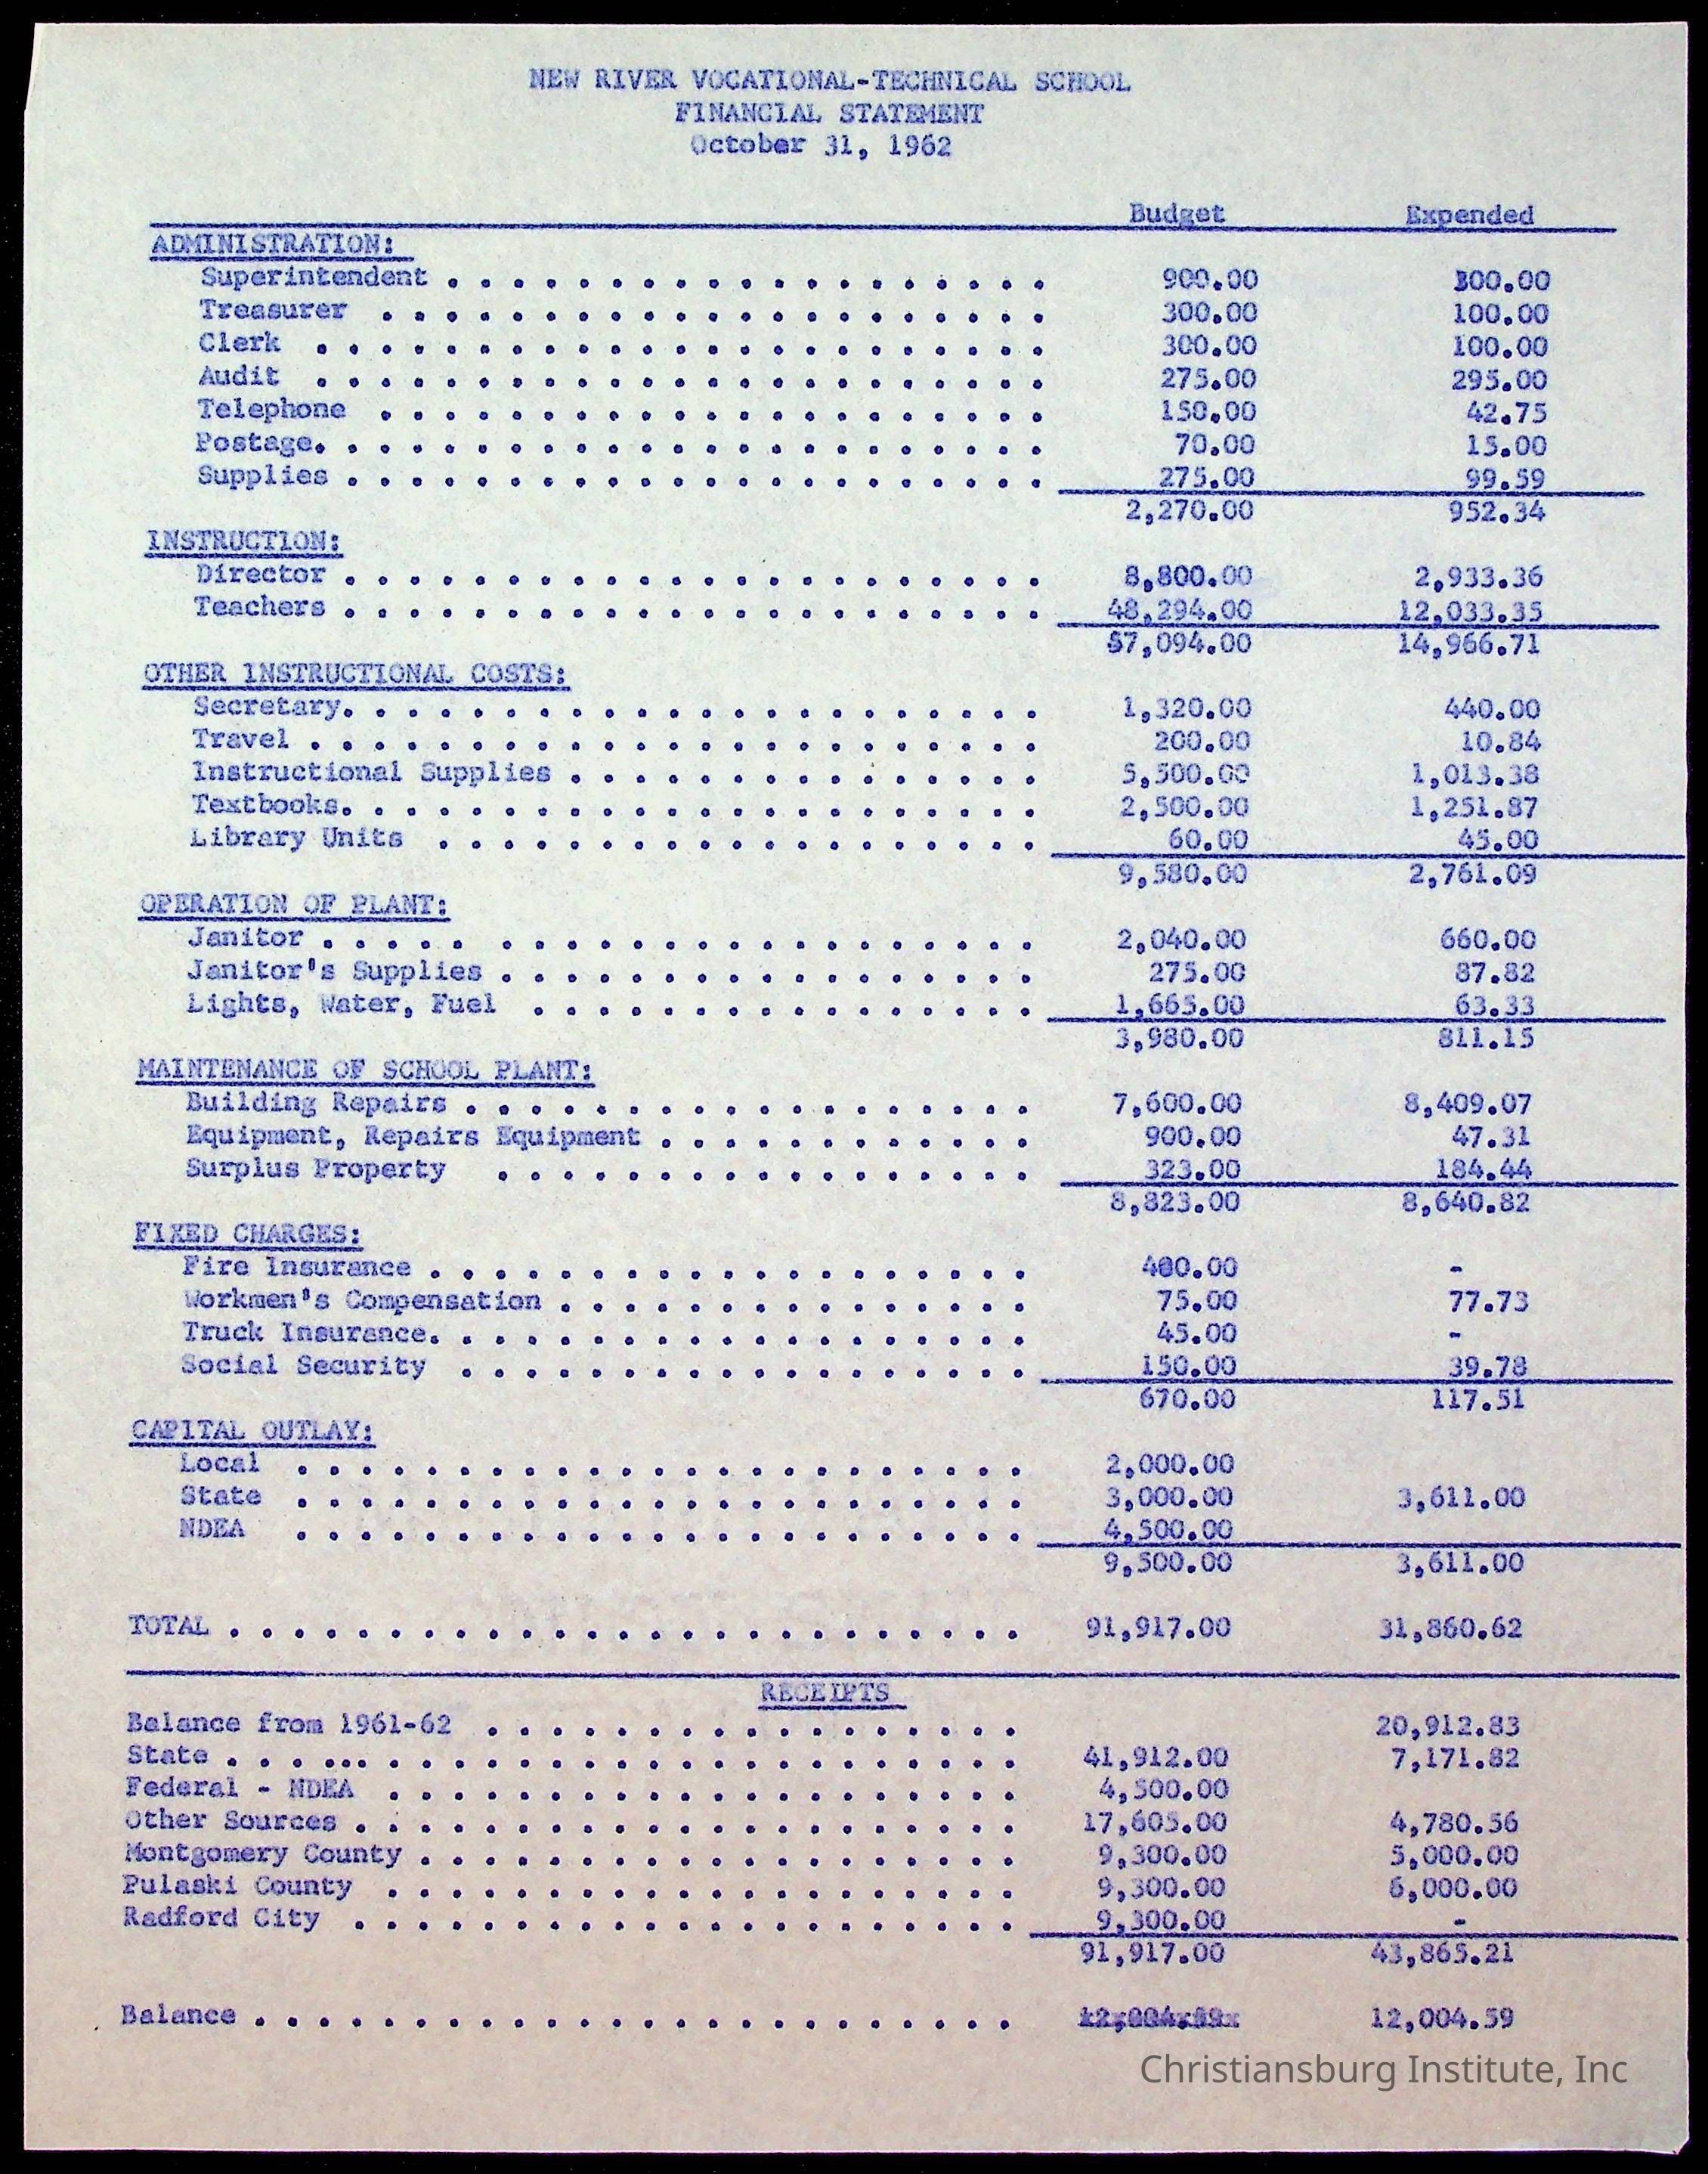 NEW RIVER VOCATIONAL-TECHNICAL SCHOOL
FINANCIAL STATEMENT
October 31, 1962
Budget Expended
ADMINISTRATION:
Superintendent . . . . . . . . . . . . . . . . . . . 900.00 300.00
Treasurer . . . . . . . . . . . . . . . . . . . . . 300.00 100.00
Clerk . . . . . . . . . . . . . . . . . . . . . . . 300.00 100.00
Audit . . . . . . . . . . . . . . . . . . . . . . . 275.00 295.00
Telephone . . . . . . . . . . . . . . . . . . . . . 150.00 42.75
Postage. . . . . . . . . . . . . . . . . . . . . . . 70.00 15.00
Supplies . . . . . . . . . . . . . . . . . . . . . . 275.00 99.59
2,270.00 952.34
INSTRUCTION:
Director . . . . . . . . . . . . . . . . . . . . . . 8,800.00 2,933.36
Teachers . . . . . . . . . . . . . . . . . . . . . . 48,294.00 12,033.35
57,094.00 14,966.71
OTHER INSTRUCTIONAL COSTS:
Secretary. . . . . . . . . . . . . . . . . . . . . . 1,320.00 440.00
Travel . . . . . . . . . . . . . . . . . . . . . . . 200.00 10.84
Instructional Supplies . . . . . . . . . . . . . . . 5,500.00 1,013.38
Textbooks. . . . . . . . . . . . . . . . . . . . . . 2,500.00 1,251.87
Library Units . . . . . . . . . . . . . . . . . . . 60.00 45.00
9,580.00 2,761.09
OPERATION OF PLANT:
Janitor . . . . . . . . . . . . . . . . . . . . . . 2,040.00 660.00
Janitor's Supplies . . . . . . . . . . . . . . . . . 275.00 87.82
Lights, Water, Fuel . . . . . . . . . . . . . . . . 1,665.00 63.33
3,980.00 811.15
MAINTENANCE OF SCHOOL PLANT:
Building Repairs . . . . . . . . . . . . . . . . . . 7,600.00 8,409.07
Equipment, Repairs Equipment . . . . . . . . . . . . 900.00 47.31
Surplus Property . . . . . . . . . . . . . . . . . 323.00 184.44
8,823.00 8,640.82
FIXED CHARGES:
Fire Insurance . . . . . . . . . . . . . . . . . . . 400.00 -
Workmen's Compensation . . . . . . . . . . . . . . . 75.00 77.73
Truck Insurance. . . . . . . . . . . . . . . . . . . 45.00 -
Social Security . . . . . . . . . . . . . . . . . . 150.00 39.78
670.00 117.51
CAPITAL OUTLAY:
Local . . . . . . . . . . . . . . . . . . . . . . . 2,000.00
State . . . . . . . . . . . . . . . . . . . . . . . 3,000.00 3,611.00
NDEA . . . . . . . . . . . . . . . . . . . . . . . 4,500.00
9,500.00 3,611.00
TOTAL . . . . . . . . . . . . . . . . . . . . . . . . . 91,917.00 31,860.62
RECEIPTS
Balance from 1961-62 . . . . . . . . . . . . . . . . . 20,912.83
State . . . .... . . . . . . . . . . . . . . . . . . . . 41,912.00 7,171.82
Federal - NDEA . . . . . . . . . . . . . . . . . . . . 4,500.00
Other Sources . . . . . . . . . . . . . . . . . . . . . 17,605.00 4,780.56
Montgomery County . . . . . . . . . . . . . . . . . . . 9,300.00 5,000.00
Pulaski County . . . . . . . . . . . . . . . . . . . . 9,300.00 6,000.00
Radford City . . . . . . . . . . . . . . . . . . . . . 9,300.00 -
91,917.00 43,865.21
Balance . . . . . . . . . . . . . . . . . . . . . . . . 12,004.59
Christiansburg Institute, Inc